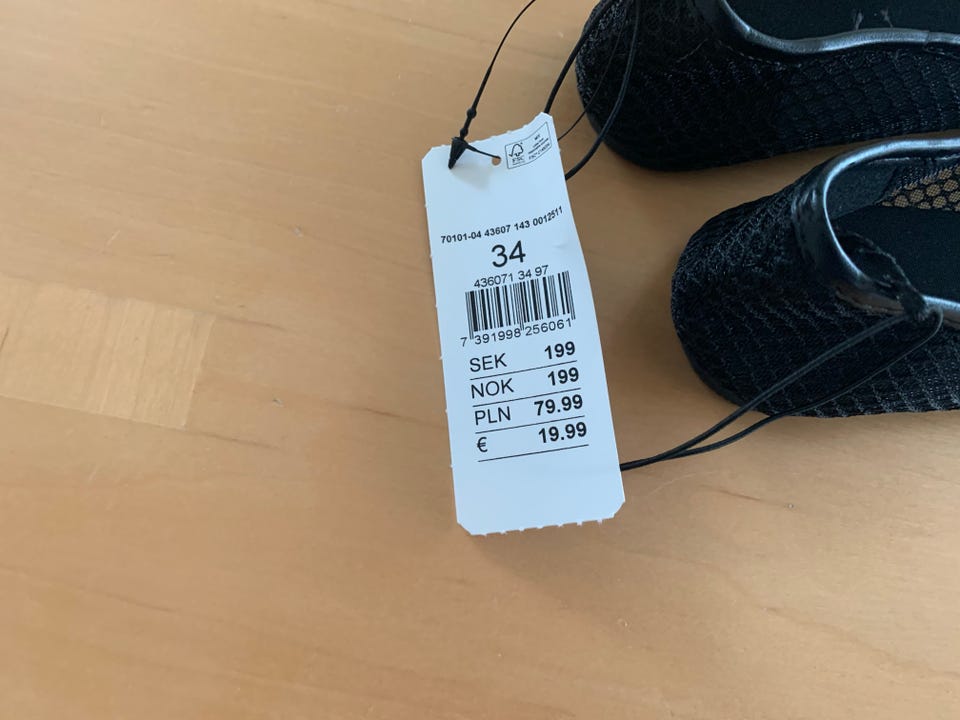 FSC
70101-04 43607 143 0012511
34
436071 34 97
7 391998 256061
SEK 199
NOK 199
PLN 79.99
€ 19.99